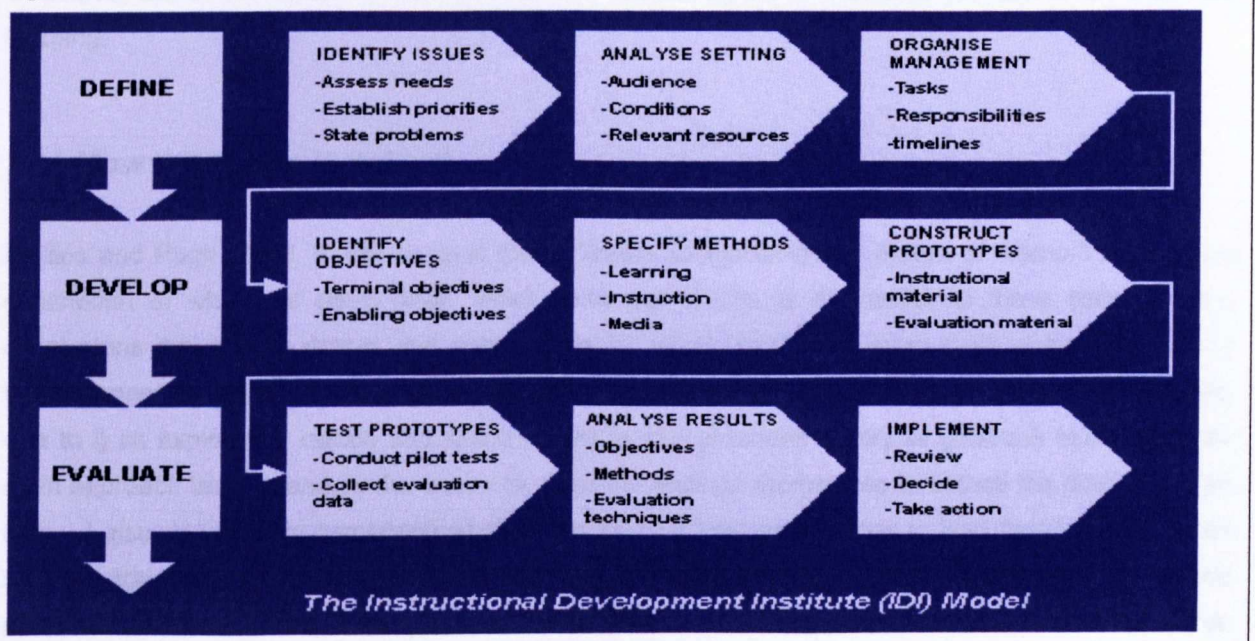 DEFINE
IDENTIFY ISSUES
-Assess needs
-Establish priorities
-State problems
ANALYSE SETTING
-Audience
-Conditions
-Relevant resources
ORGANISE
MANAGEMENT
-Tasks
-Responsibilities
-timelines
DEVELOP
IDENTIFY
OBJECTIVES
-Terminal objectives
-Enabling objectives
SPECIFY METHODS
-Learning
-Instruction
-Media
CONSTRUCT
PROTOTYPES
-Instructional
material
-Evaluation material
EVALUATE
TEST PROTOTYPES
-Conduct pilot tests
-Collect evaluation
data
ANALYSE RESULTS
-Objectives
-Methods
-Evaluation
techniques
IMPLEMENT
-Review
-Decide
-Take action
The Instructional Development Institute (IDI) Model